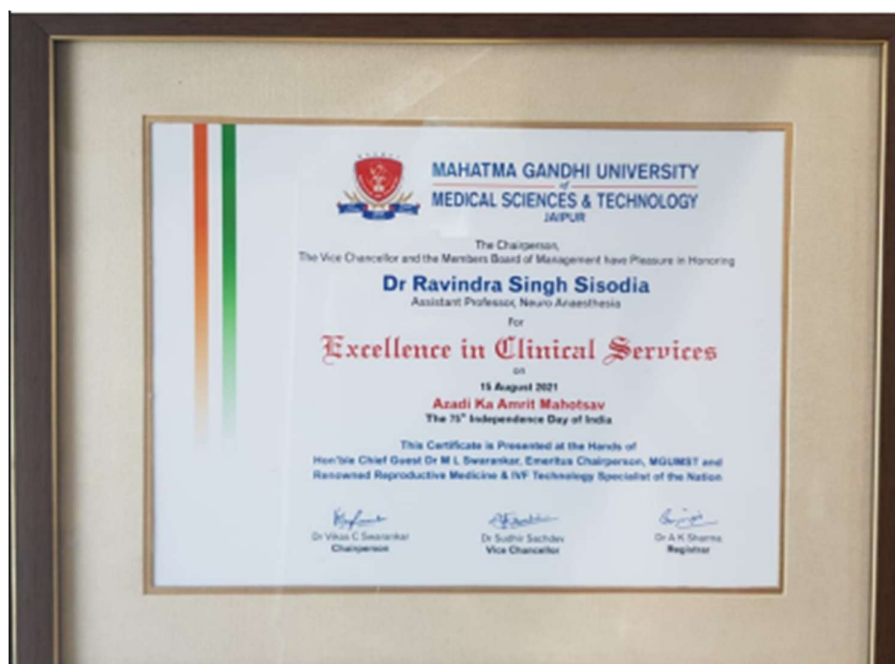 MAHATMA GANDHI UNIVERSITY
of
MEDICAL SCIENCES & TECHNOLOGY
JAIPUR
The Chairperson,
The Vice Chancellor and the Members Board of Management have Pleasure in Honoring
Dr Ravindra Singh Sisodia
Assistant Professor, Neuro Anaesthesia
For
Excellence in Clinical Services
on
15 August 2021
Azadi Ka Amrit Mahotsav
The 75th Independence Day of India
This Certificate is Presented at the Hands of
Hon'ble Chief Guest Dr M L Swarankar, Emeritus Chairperson, MGUMST and
Renowned Reproductive Medicine & IVF Technology Specialist of the Nation
Dr Vikas C Swarankar
Chairperson
Dr Sudhir Sachdev
Vice Chancellor
Dr A K Sharma
Registrar